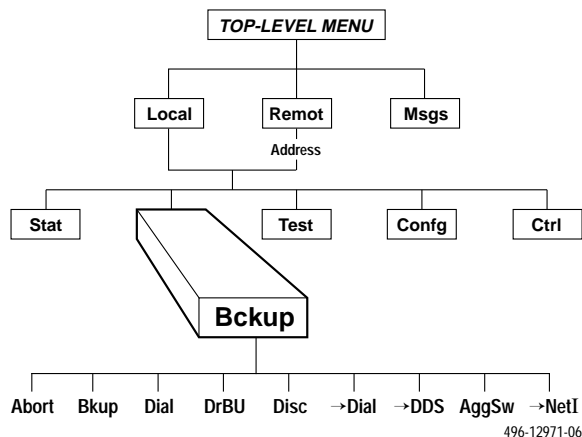 TOP-LEVEL MENU
Local Remot Msgs
Address
Stat Test Confg Ctrl
Bckup
Abort Bkup Dial DrBU Disc →Dial →DDS AggSw →NetI
496-12971-06